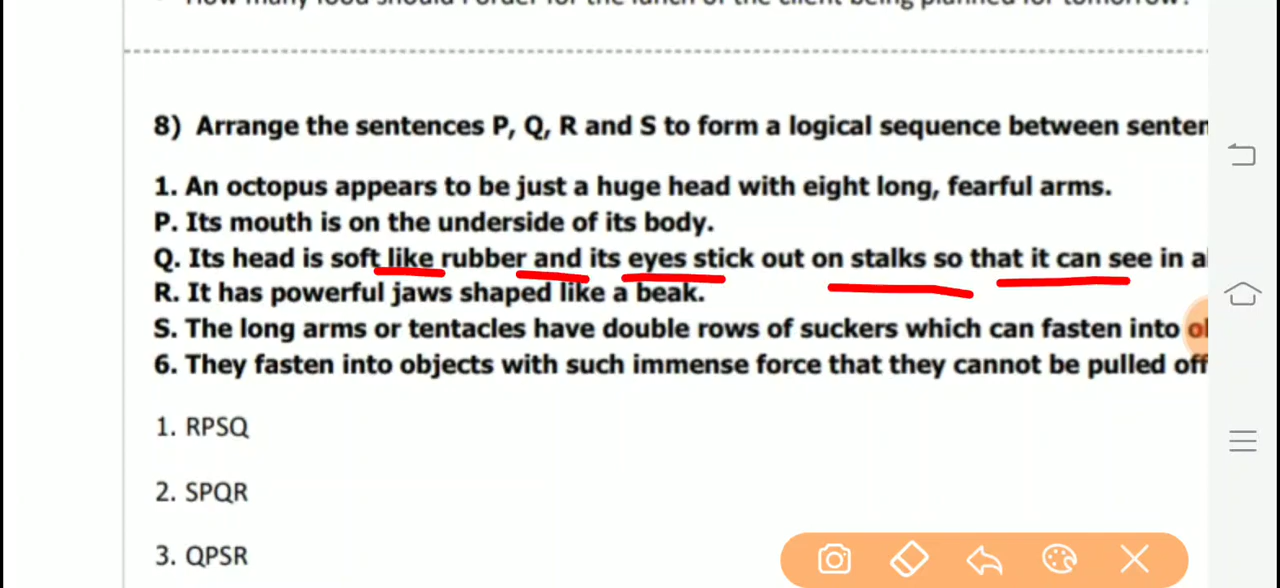 8) Arrange the sentences P, Q, R and S to form a logical sequence between
1. An octopus appears to be just a huge head with eight long, fearful arms.
P. Its mouth is on the underside of its body.
Q. Its head is soft like rubber and its eyes stick out on stalks so that it can see in
R. It has powerful jaws shaped like a beak.
S. The long arms or tentacles have double rows of suckers which can fasten into
6. They fasten into objects with such immense force that they cannot be pulled off
1. RPSQ
2. SPQR
3. QPSR